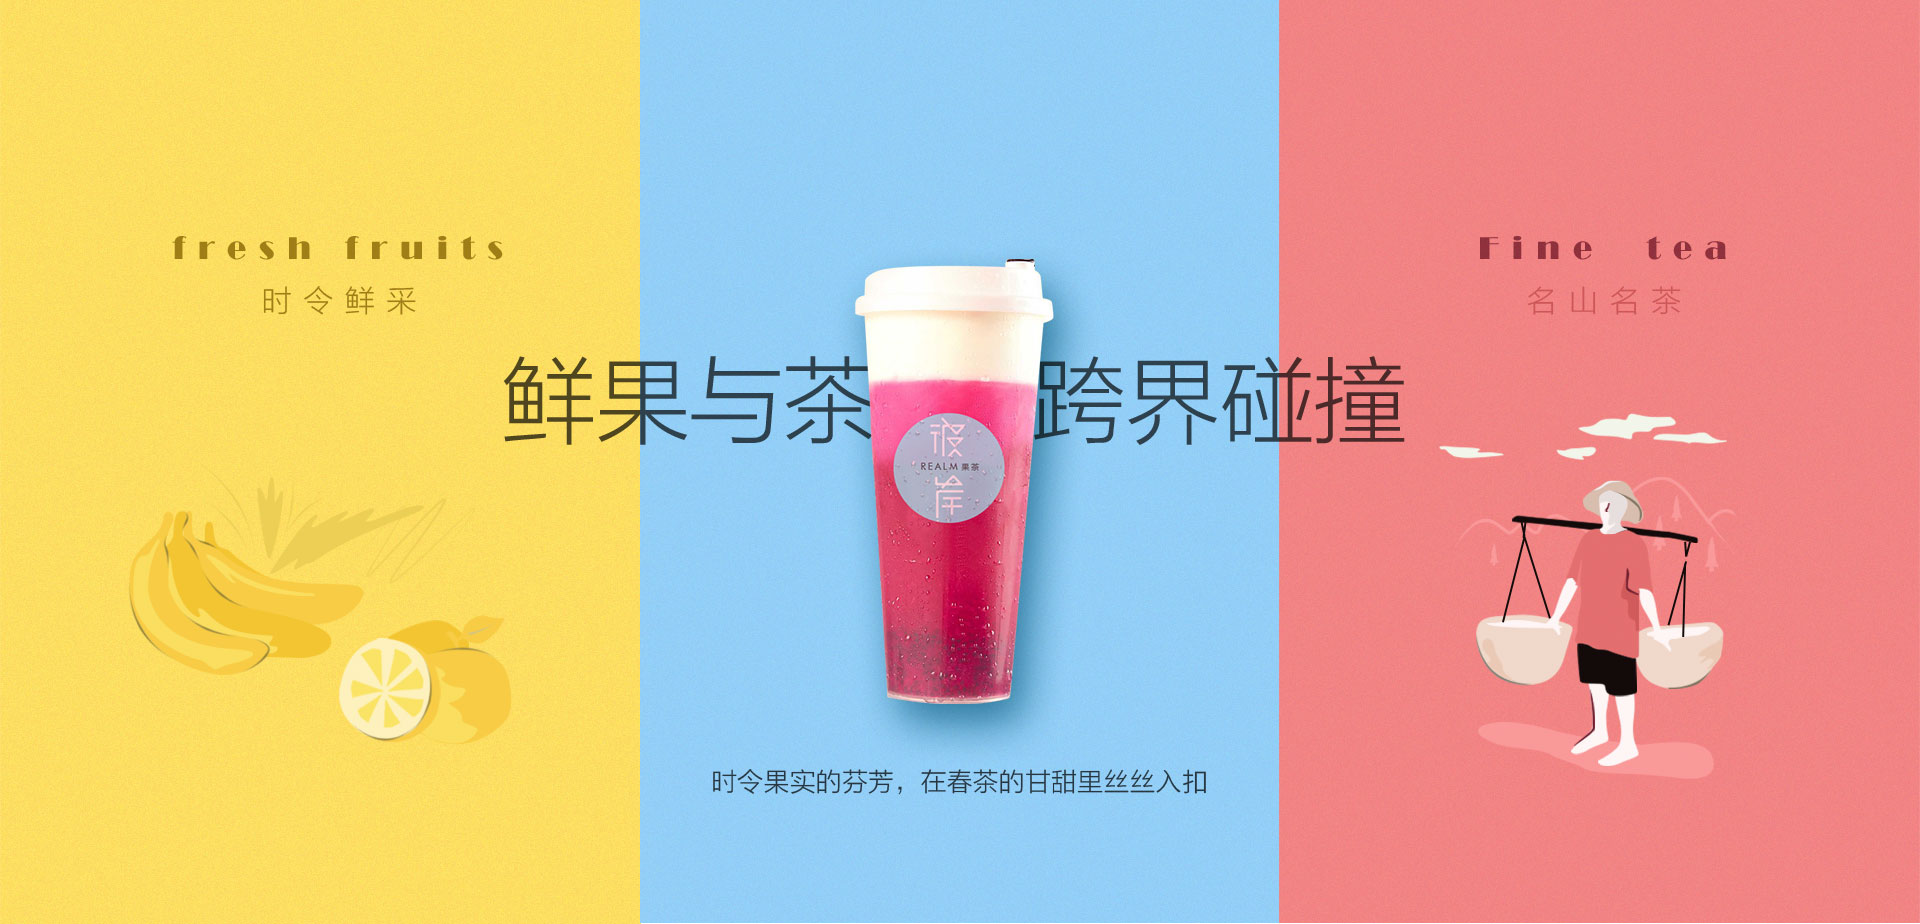 fresh fruits
时令鲜采
Fine tea
名山名茶
鲜果与茶 跨界碰撞
彼
REALM 果茶
岸
时令果实的芬芳，在春茶的甘甜里丝丝入扣